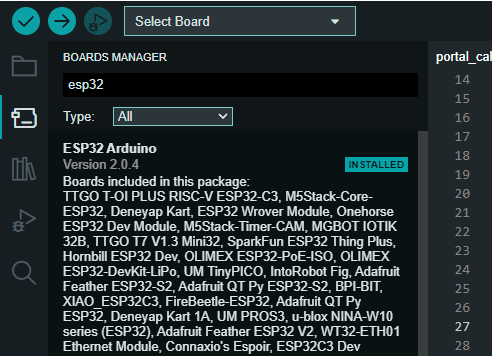 Select Board
BOARDS MANAGER
esp32
Type: All
ESP32 Arduino
Version 2.0.4
INSTALLED
Boards included in this package:
TTGO T-OI PLUS RISC-V ESP32-C3, M5Stack-Core-
ESP32, Deneyap Kart, ESP32 Wrover Module, Onehorse
ESP32 Dev Module, M5Stack-Timer-CAM, MGBOT IOTIK
32B, TTGO T7 V1.3 Mini32, SparkFun ESP32 Thing Plus,
Hornbill ESP32 Dev, OLIMEX ESP32-PoE-ISO, OLIMEX
ESP32-DevKit-LiPo, UM TinyPICO, IntoRobot Fig, Adafruit
Feather ESP32-S2, Adafruit QT Py ESP32-S2, BPI-BIT,
XIAO_ESP32C3, FireBeetle-ESP32, Adafruit QT Py
ESP32, Deneyap Kart 1A, UM PROS3, u-blox NINA-W10
series (ESP32), Adafruit Feather ESP32 V2, WT32-ETH01
Ethernet Module, Connaxio's Espoir, ESP32C3 Dev
portal_cal
14
15
16
17
18
19
20
21
22
23
24
25
26
27
28